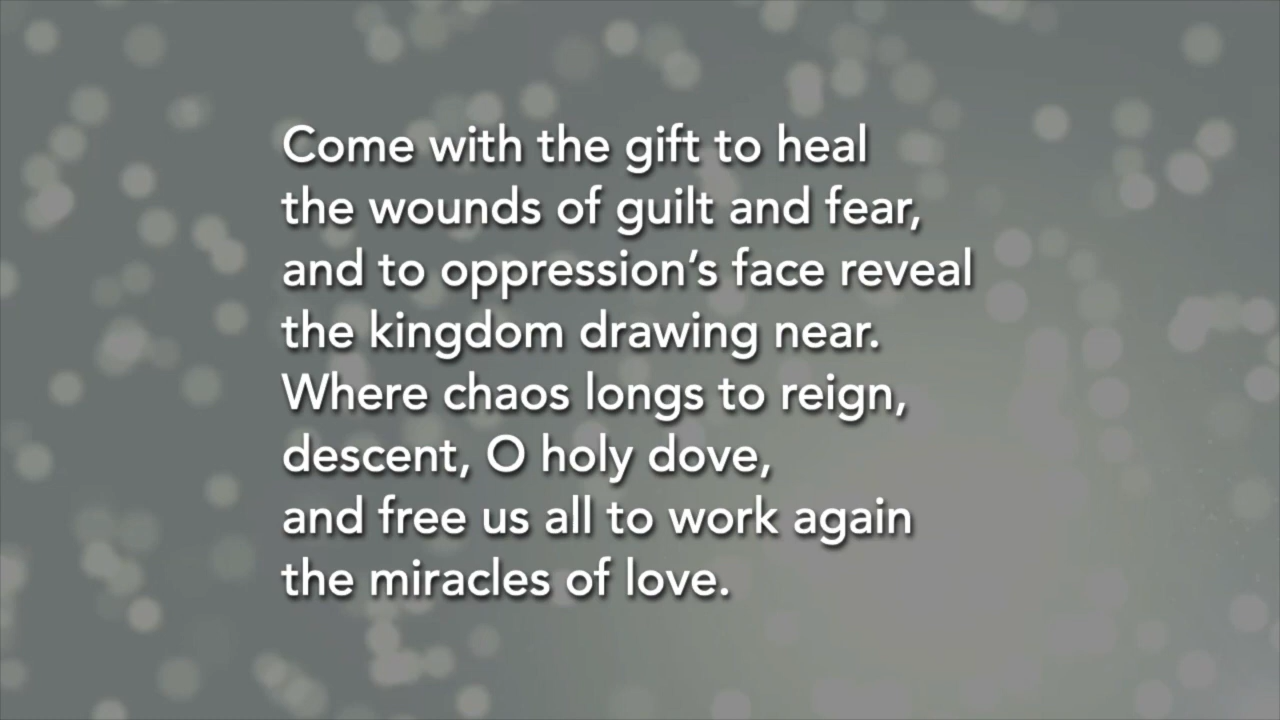 Come with the gift to heal
the wounds of guilt and fear,
and to oppression’s face reveal
the kingdom drawing near.
Where chaos longs to reign,
descent, O holy dove,
and free us all to work again
the miracles of love.